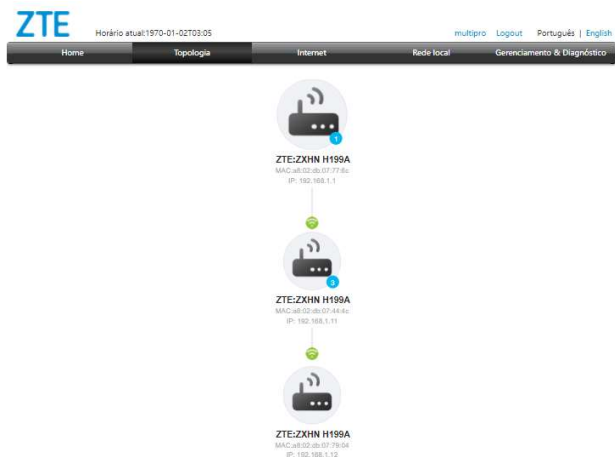 ZTE
Horário atual:1970-01-02T03:05
multipro Logout Português | English
Home Topologia Internet Rede local Gerenciamento & Diagnóstico
1
ZTE:ZXHN H199A
MAC:a8:02:db:07:77:6c
IP: 192.168.1.1
3
ZTE:ZXHN H199A
MAC:a8:02:db:07:44:4c
IP: 192.168.1.11
ZTE:ZXHN H199A
MAC:a8:02:db:07:79:04
IP: 192.168.1.12